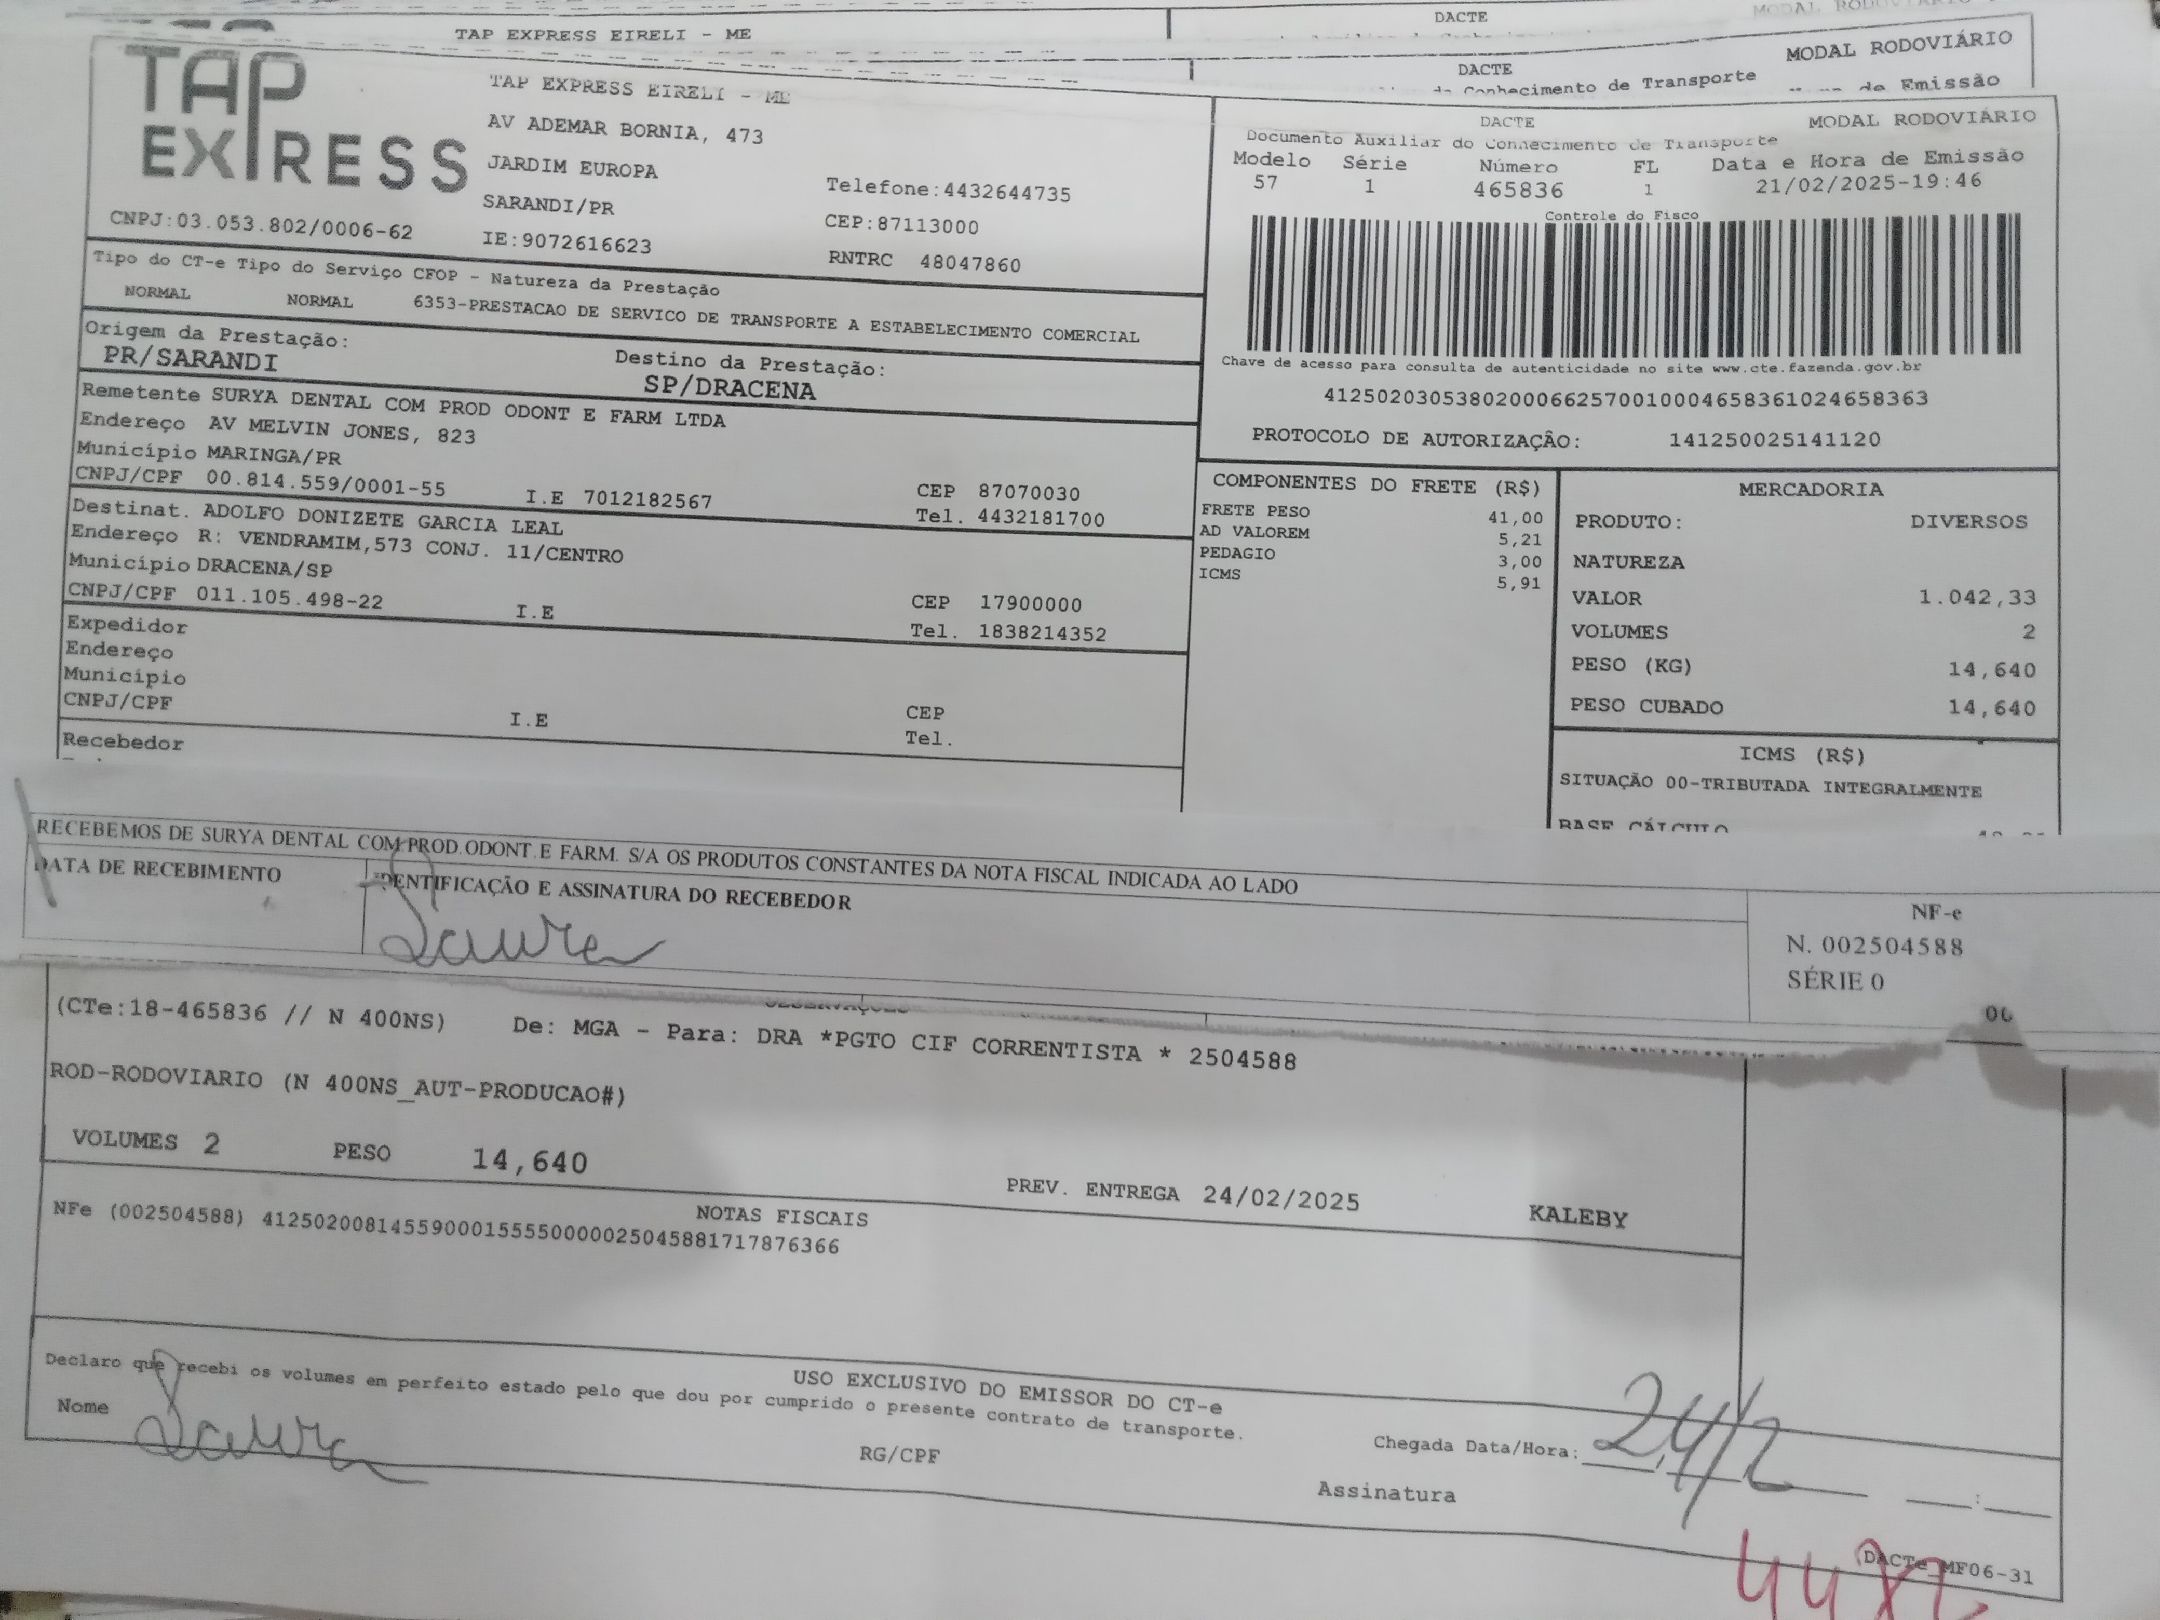 TAP EXPRESS EIRELI - ME
DACTE
DACTE
MODAL RODOVIÁRIO
Conhecimento de Transporte
de Emissão
TAP EXPRESS
TAP EXPRESS EIRELI - ME
AV ADEMAR BORNIA, 473
JARDIM EUROPA
SARANDI/PR
Telefone:4432644735
CEP:87113000
CNPJ:03.053.802/0006-62
IE:9072616623
RNTRC 48047860
DACTE
MODAL RODOVIÁRIO
Documento Auxiliar do Conhecimento de Transporte
Modelo Série Número FL Data e Hora de Emissão
57 1 465836 1 21/02/2025-19:46
Controle do Fisco
Chave de acesso para consulta de autenticidade no site www.cte.fazenda.gov.br
41250203053802000662570010004658361024658363
PROTOCOLO DE AUTORIZAÇÃO: 141250025141120
Tipo do CT-e Tipo do Serviço CFOP - Natureza da Prestação
NORMAL NORMAL 6353-PRESTACAO DE SERVICO DE TRANSPORTE A ESTABELECIMENTO COMERCIAL
Origem da Prestação: Destino da Prestação:
PR/SARANDI SP/DRACENA
Remetente SURYA DENTAL COM PROD ODONT E FARM LTDA
Endereço AV MELVIN JONES, 823
Município MARINGA/PR CEP 87070030
CNPJ/CPF 00.814.559/0001-55 I.E 7012182567 Tel. 4432181700
Destinat. ADOLFO DONIZETE GARCIA LEAL
Endereço R: VENDRAMIM,573 CONJ. 11/CENTRO
Município DRACENA/SP CEP 17900000
CNPJ/CPF 011.105.498-22 I.E Tel. 1838214352
Expedidor
Endereço
Município CEP
CNPJ/CPF I.E Tel.
Recebedor
COMPONENTES DO FRETE (R$)
FRETE PESO 41,00
AD VALOREM 5,21
PEDAGIO 3,00
ICMS 5,91
MERCADORIA
PRODUTO: DIVERSOS
NATUREZA
VALOR 1.042,33
VOLUMES 2
PESO (KG) 14,640
PESO CUBADO 14,640
ICMS (R$)
SITUAÇÃO 00-TRIBUTADA INTEGRALMENTE
BASE CÁLCULO
RECEBEMOS DE SURYA DENTAL COM.PROD.ODONT.E FARM. S/A OS PRODUTOS CONSTANTES DA NOTA FISCAL INDICADA AO LADO
DATA DE RECEBIMENTO
IDENTIFICAÇÃO E ASSINATURA DO RECEBEDOR
Laura
NF-e
N. 002504588
SÉRIE 0
OBSERVAÇÕES
(CTe:18-465836 // N 400NS) De: MGA - Para: DRA *PGTO CIF CORRENTISTA * 2504588
ROD-RODOVIARIO (N 400NS_AUT-PRODUCAO#)
VOLUMES 2 PESO 14,640
PREV. ENTREGA 24/02/2025 KALEBY
NOTAS FISCAIS
NFe (002504588) 41250200814559000155550000025045881717876366
USO EXCLUSIVO DO EMISSOR DO CT-e
Declaro que recebi os volumes em perfeito estado pelo que dou por cumprido o presente contrato de transporte.
Nome Laura
RG/CPF
Chegada Data/Hora: 24/2
Assinatura
DACTe_MF06-31